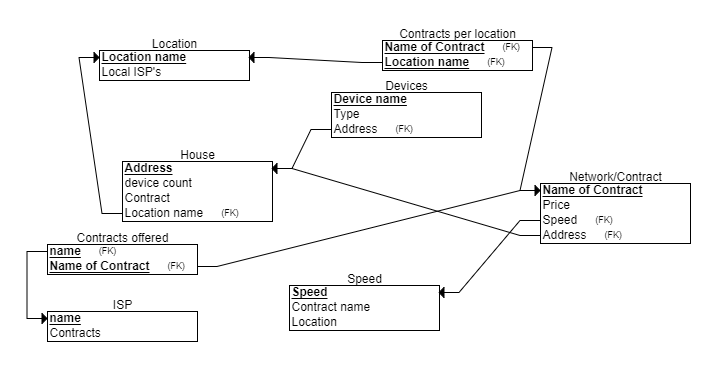 Location
Location name
Local ISP's
Contracts per location
Name of Contract (FK)
Location name (FK)
Devices
Device name
Type
Address (FK)
House
Address
device count
Contract
Location name (FK)
Network/Contract
Name of Contract
Price
Speed (FK)
Address (FK)
Contracts offered
name (FK)
Name of Contract (FK)
Speed
Speed
Contract name
Location
ISP
name
Contracts